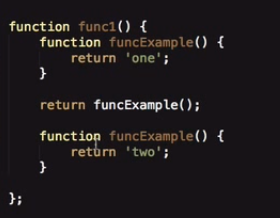 function func1() {
    function funcExample() {
        return 'one';
    }

    return funcExample();

    function funcExample() {
        return 'two';
    }

};